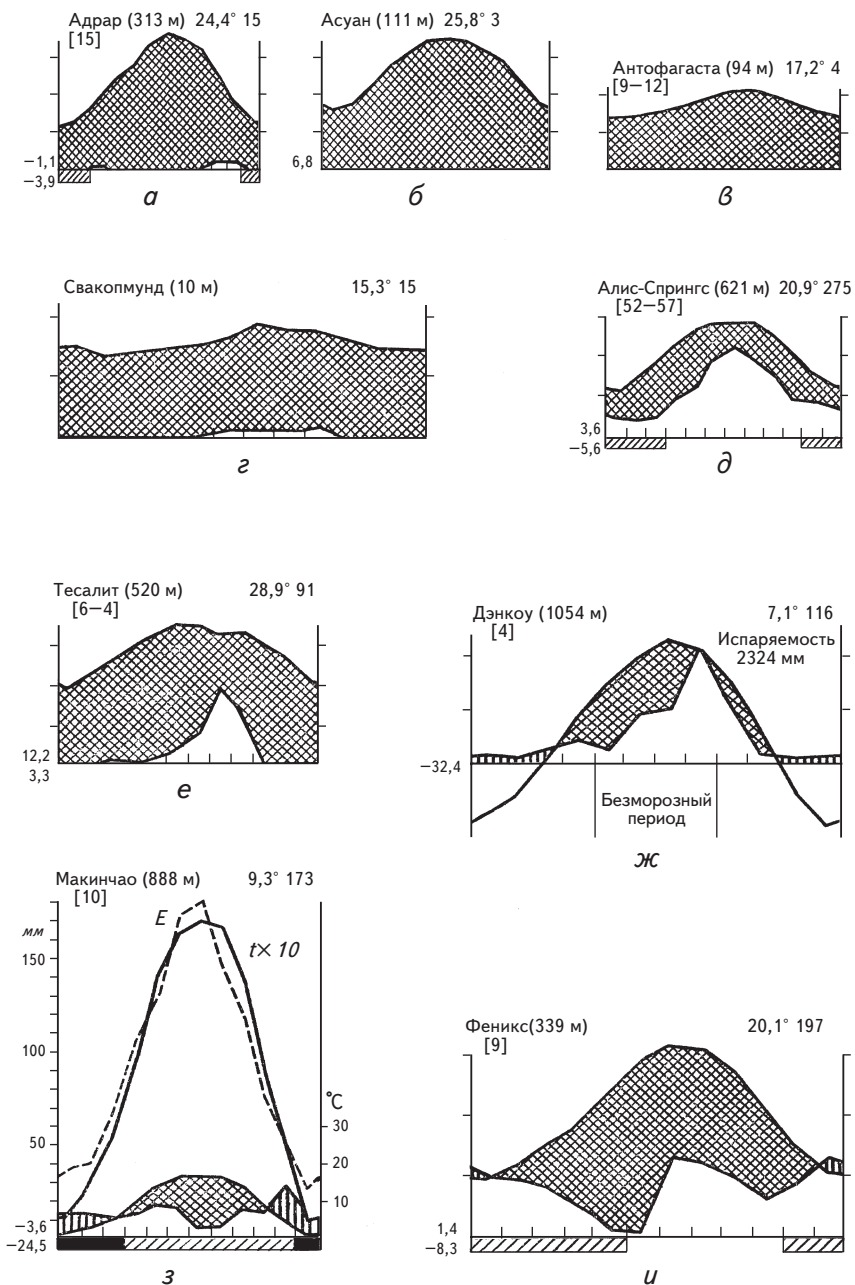 Адрар (313 м) 24,4° 15
[15]
−1,1
−3,9
а
Асуан (111 м) 25,8° 3
6,8
б
Антофагаста (94 м) 17,2° 4
[9−12]
в
Свакопмунд (10 м) 15,3° 15
г
Алис-Спрингс (621 м) 20,9° 275
[52−57]
3,6
−5,6
д
Тесалит (520 м) 28,9° 91
[6−4]
12,2
3,3
е
Дэнкоу (1054 м) 7,1° 116
[4]
Испаряемость
2324 мм
−32,4
Безморозный
период
ж
Макинчао (888 м) 9,3° 173
[10]
E
мм
t× 10
150
100
°C
50
30
20
10
−3,6
−24,5
з
Феникс(339 м) 20,1° 197
[9]
1,4
−8,3
и